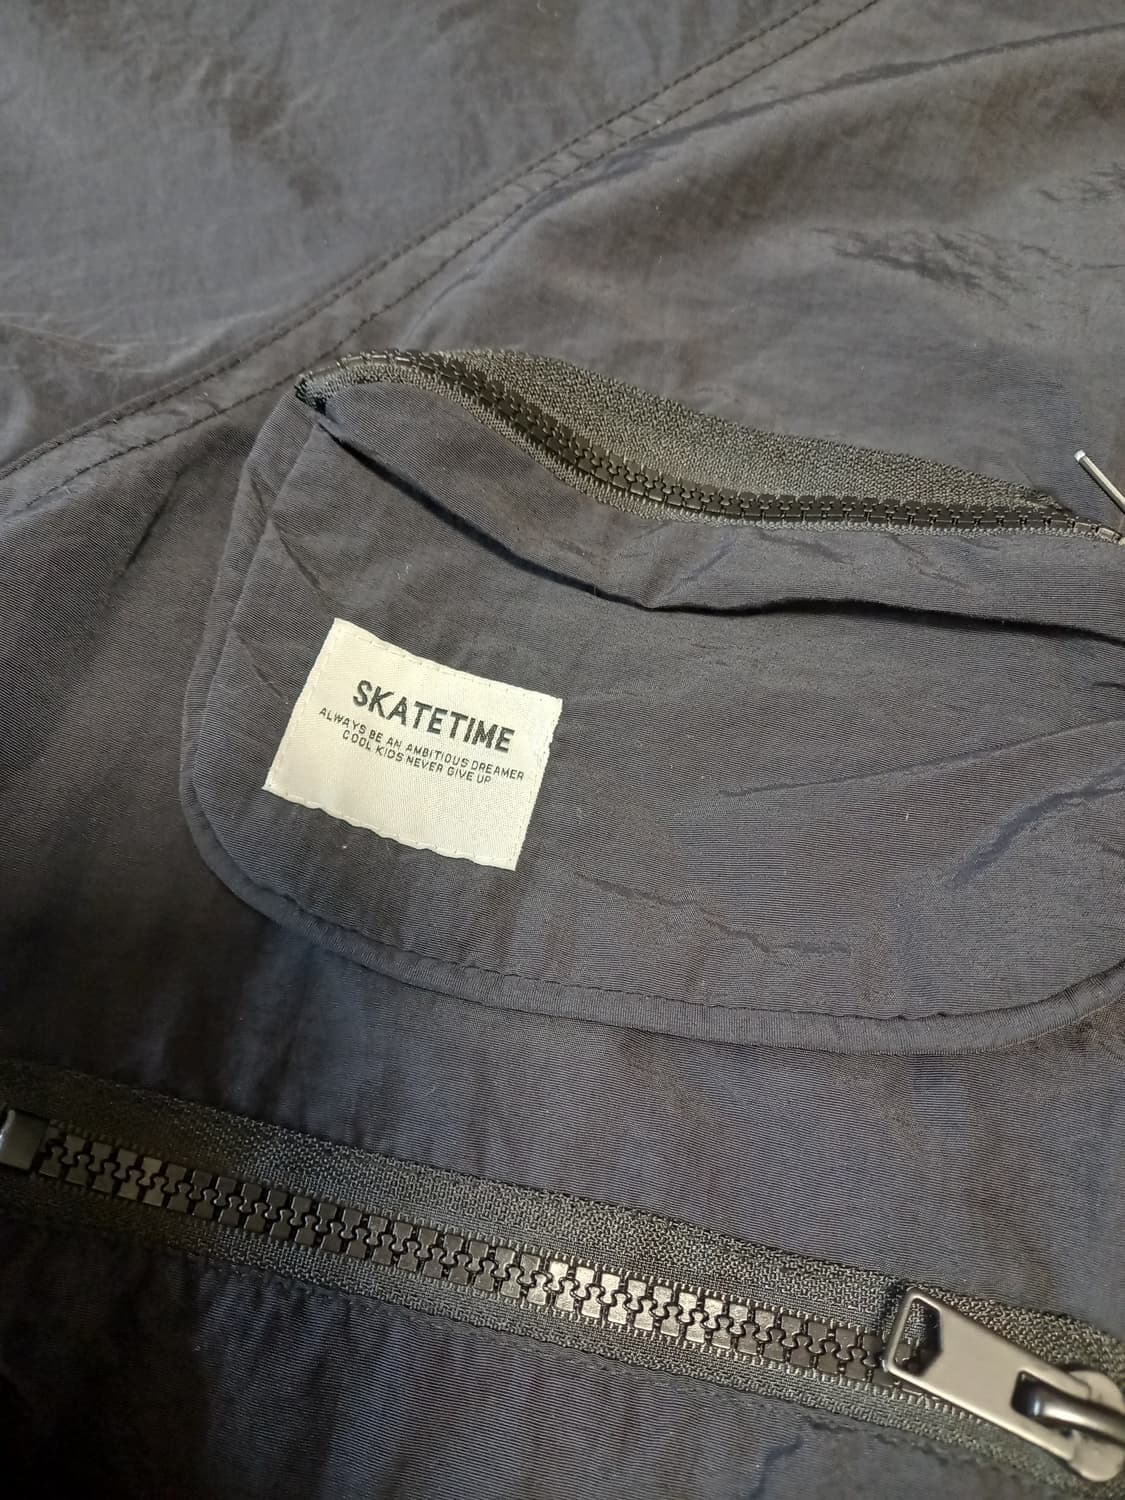 SKATETIME
ALWAYS BE AN AMBITIOUS DREAMER
COOL KIDS NEVER GIVE UP